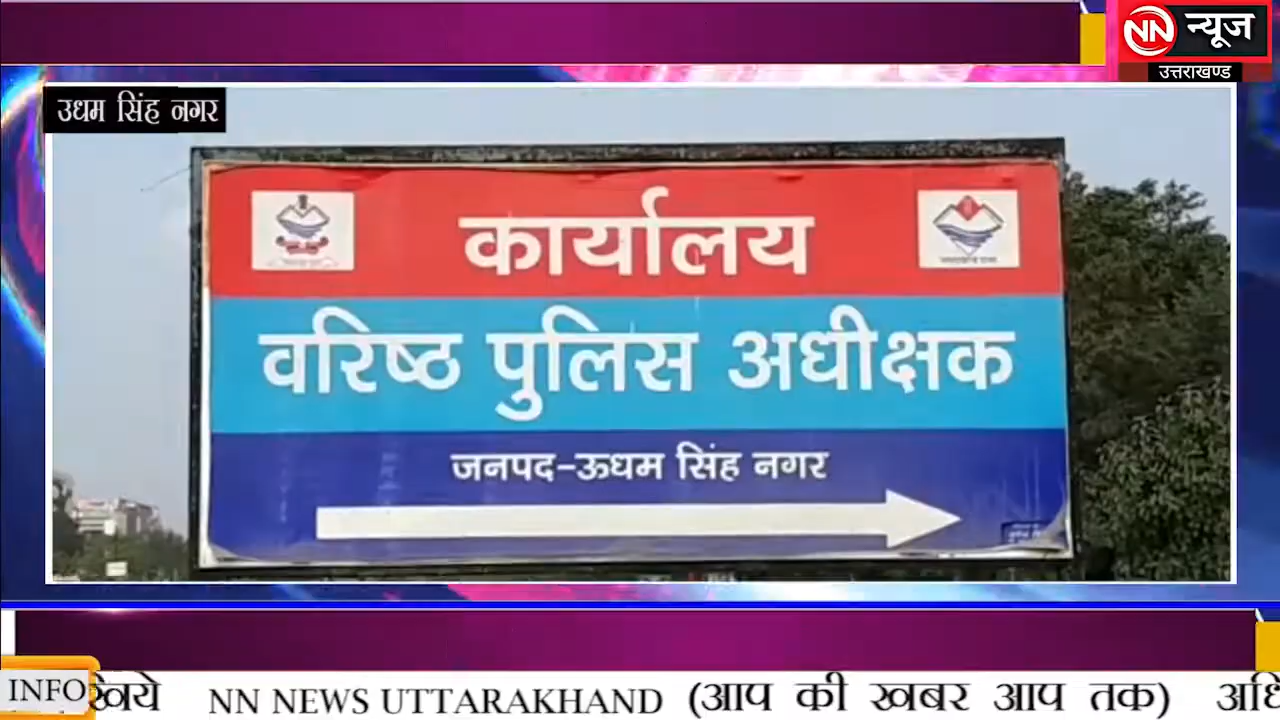 NN न्यूज
उत्तराखण्ड
उधम सिंह नगर
कार्यालय
वरिष्ठ पुलिस अधीक्षक
जनपद-ऊधम सिंह नगर
INFO NN NEWS UTTARAKHAND (आप की खबर आप तक)